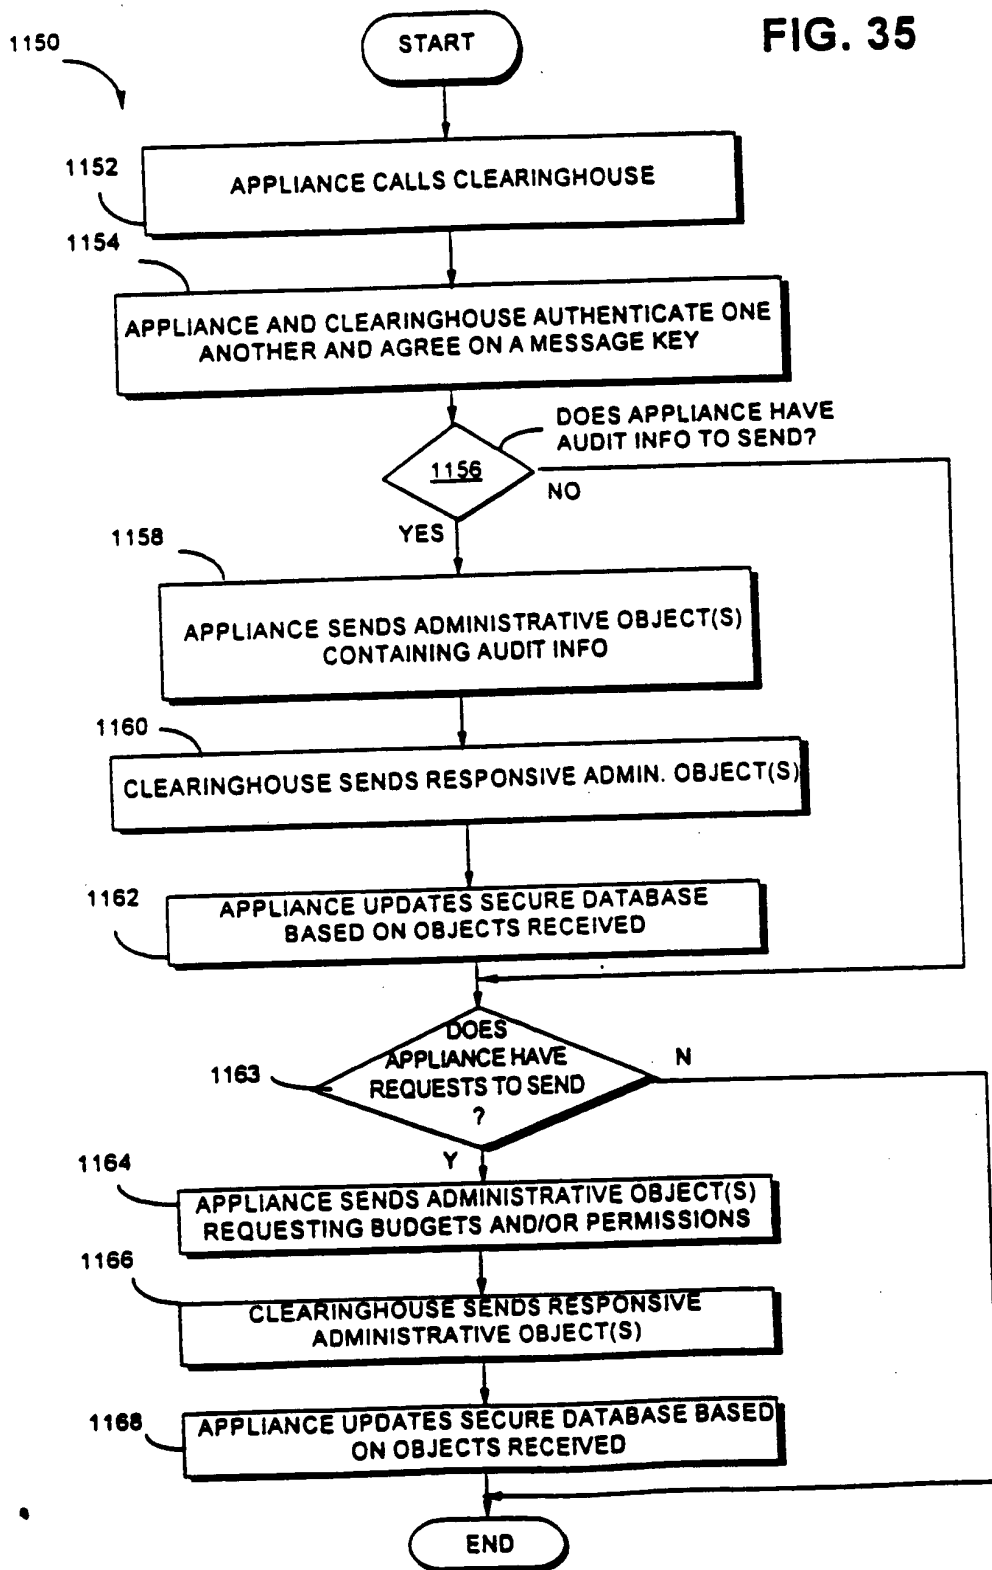 FIG. 35
1150
START
1152
APPLIANCE CALLS CLEARINGHOUSE
1154
APPLIANCE AND CLEARINGHOUSE AUTHENTICATE ONE
ANOTHER AND AGREE ON A MESSAGE KEY
DOES APPLIANCE HAVE
AUDIT INFO TO SEND?
1156
NO
YES
1158
APPLIANCE SENDS ADMINISTRATIVE OBJECT(S)
CONTAINING AUDIT INFO
1160
CLEARINGHOUSE SENDS RESPONSIVE ADMIN. OBJECT(S)
1162
APPLIANCE UPDATES SECURE DATABASE
BASED ON OBJECTS RECEIVED
1163
DOES
APPLIANCE HAVE
REQUESTS TO SEND
?
N
Y
1164
APPLIANCE SENDS ADMINISTRATIVE OBJECT(S)
REQUESTING BUDGETS AND/OR PERMISSIONS
1166
CLEARINGHOUSE SENDS RESPONSIVE
ADMINISTRATIVE OBJECT(S)
1168
APPLIANCE UPDATES SECURE DATABASE BASED
ON OBJECTS RECEIVED
END